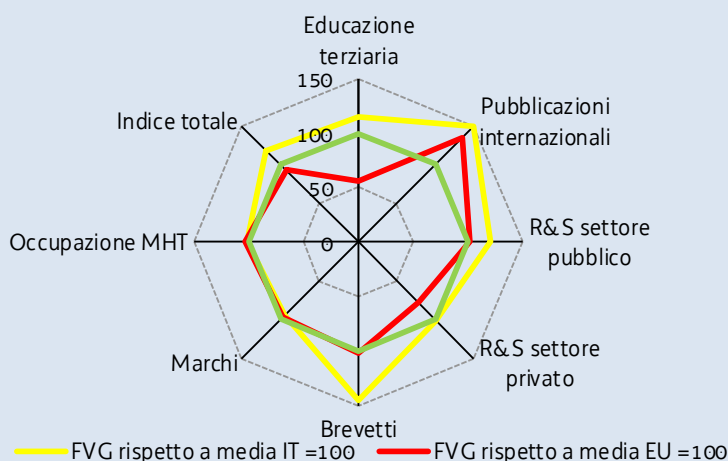 Educazione
terziaria
150
Pubblicazioni
internazionali
Indice totale
100
50
Occupazione MHT
0
R&S settore
pubblico
R&S settore
privato
Marchi
Brevetti
FVG rispetto a media IT =100
FVG rispetto a media EU =100